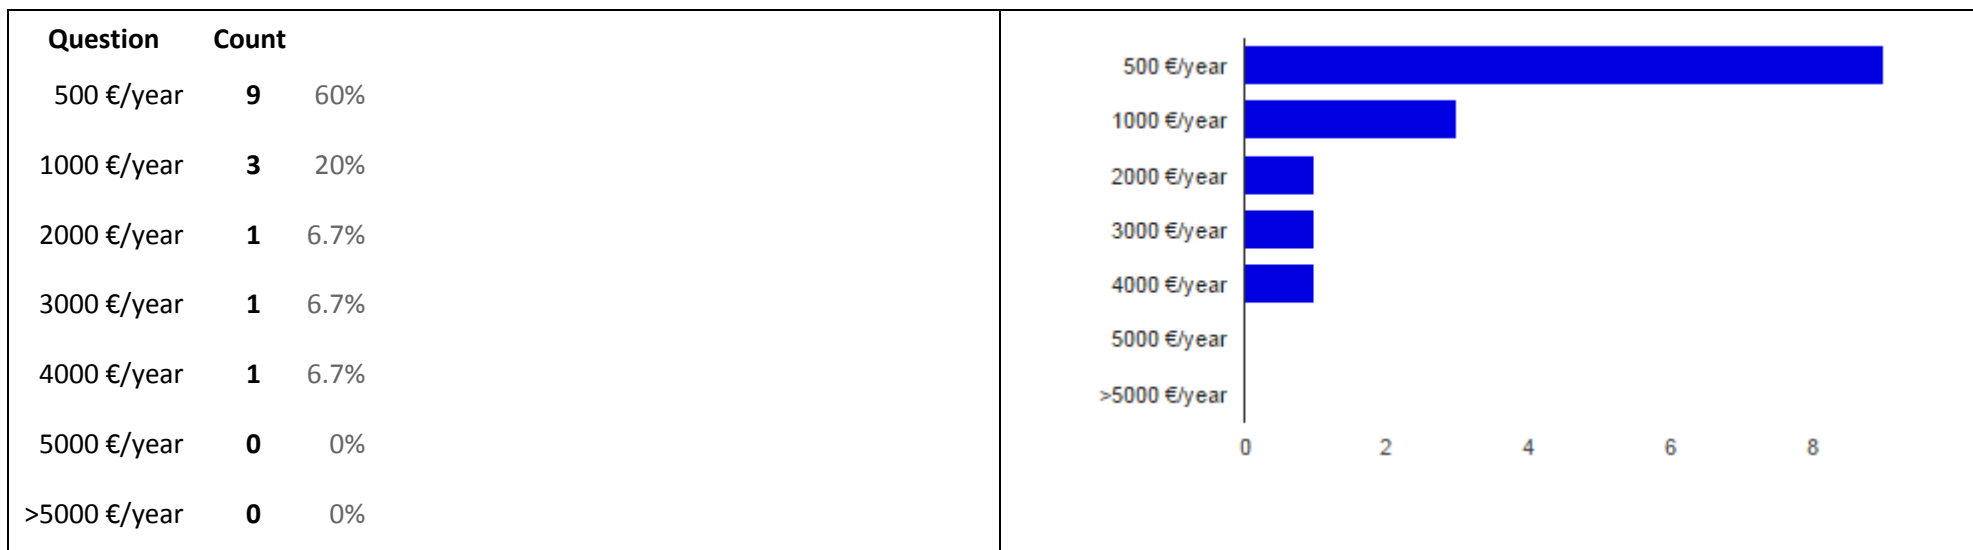 Question Count
500 €/year 9 60%
1000 €/year 3 20%
2000 €/year 1 6.7%
3000 €/year 1 6.7%
4000 €/year 1 6.7%
5000 €/year 0 0%
>5000 €/year 0 0%
500 €/year
1000 €/year
2000 €/year
3000 €/year
4000 €/year
5000 €/year
>5000 €/year
0 2 4 6 8